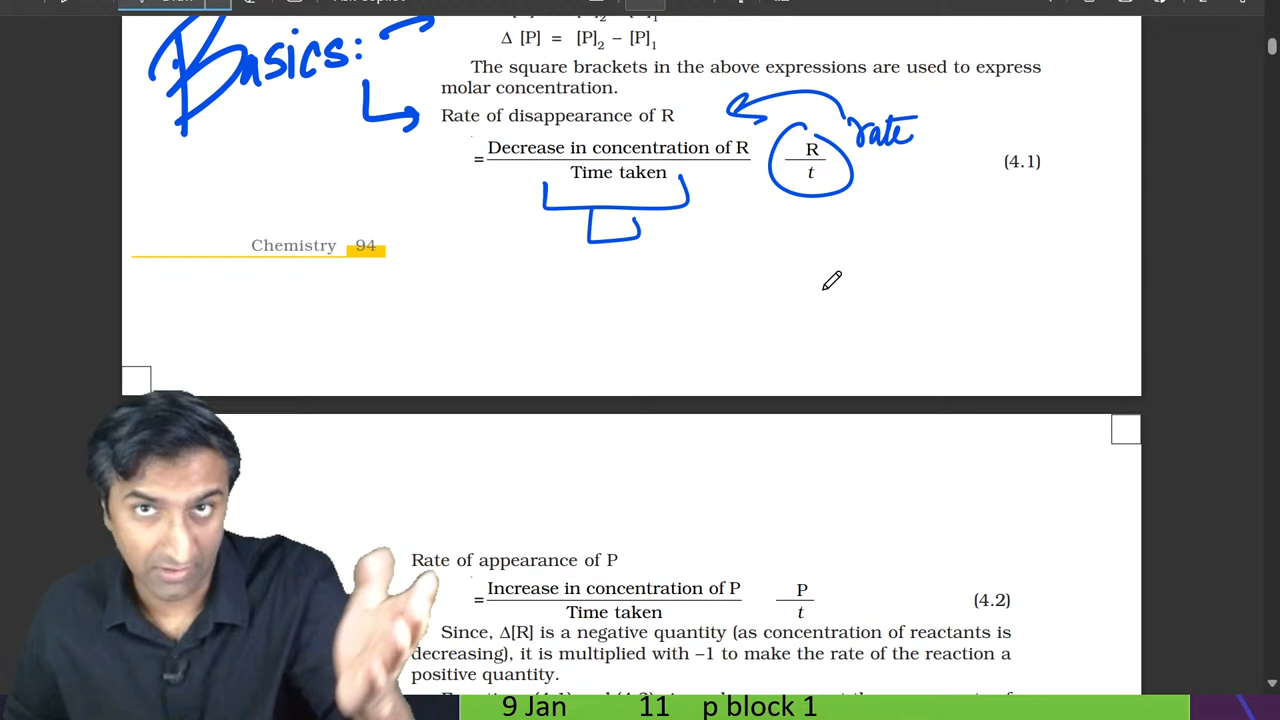 Basics:
Δ [P] = [P]2 – [P]1
The square brackets in the above expressions are used to express
molar concentration.
Rate of disappearance of R
rate
= Decrease in concentration of R R
Time taken t
(4.1)
Chemistry 94
Rate of appearance of P
= Increase in concentration of P P
Time taken t
(4.2)
Since, Δ[R] is a negative quantity (as concentration of reactants is
decreasing), it is multiplied with –1 to make the rate of the reaction a
positive quantity.
9 Jan 11 p block 1